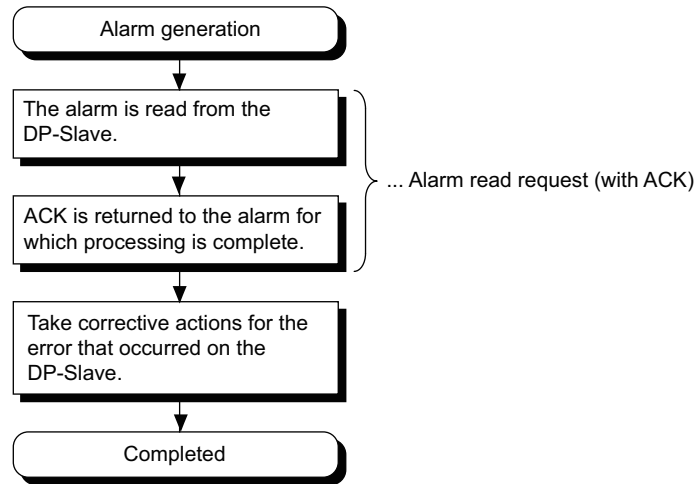 Alarm generation
The alarm is read from the
DP-Slave.
... Alarm read request (with ACK)
ACK is returned to the alarm for
which processing is complete.
Take corrective actions for the
error that occurred on the
DP-Slave.
Completed